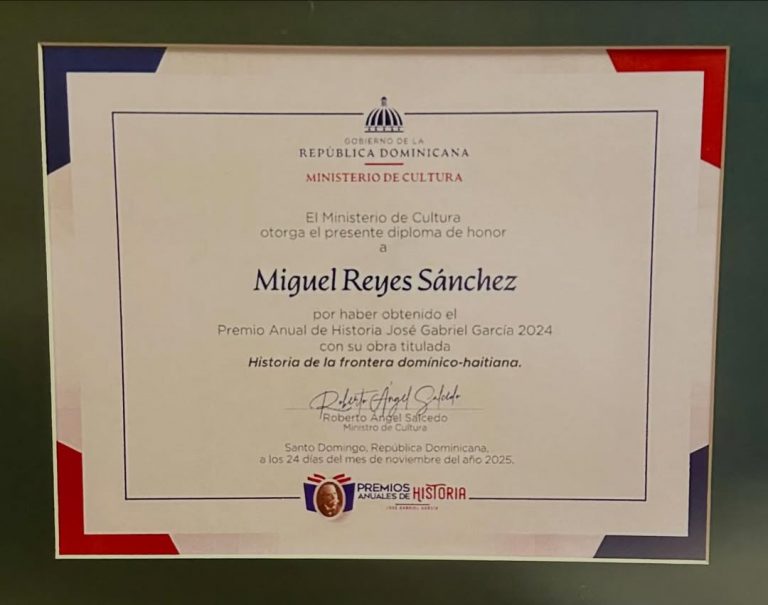 GOBIERNO DE LA
REPÚBLICA DOMINICANA
MINISTERIO DE CULTURA
El Ministerio de Cultura
otorga el presente diploma de honor
a
Miguel Reyes Sánchez
por haber obtenido el
Premio Anual de Historia José Gabriel García 2024
con su obra titulada
Historia de la frontera domínico-haitiana.
Roberto Ángel Salcedo
Roberto Ángel Salcedo
Ministro de Cultura
Santo Domingo, República Dominicana,
a los 24 días del mes de noviembre del año 2025.
PREMIOS
ANUALES DE HISTORIA
JOSÉ GABRIEL GARCÍA